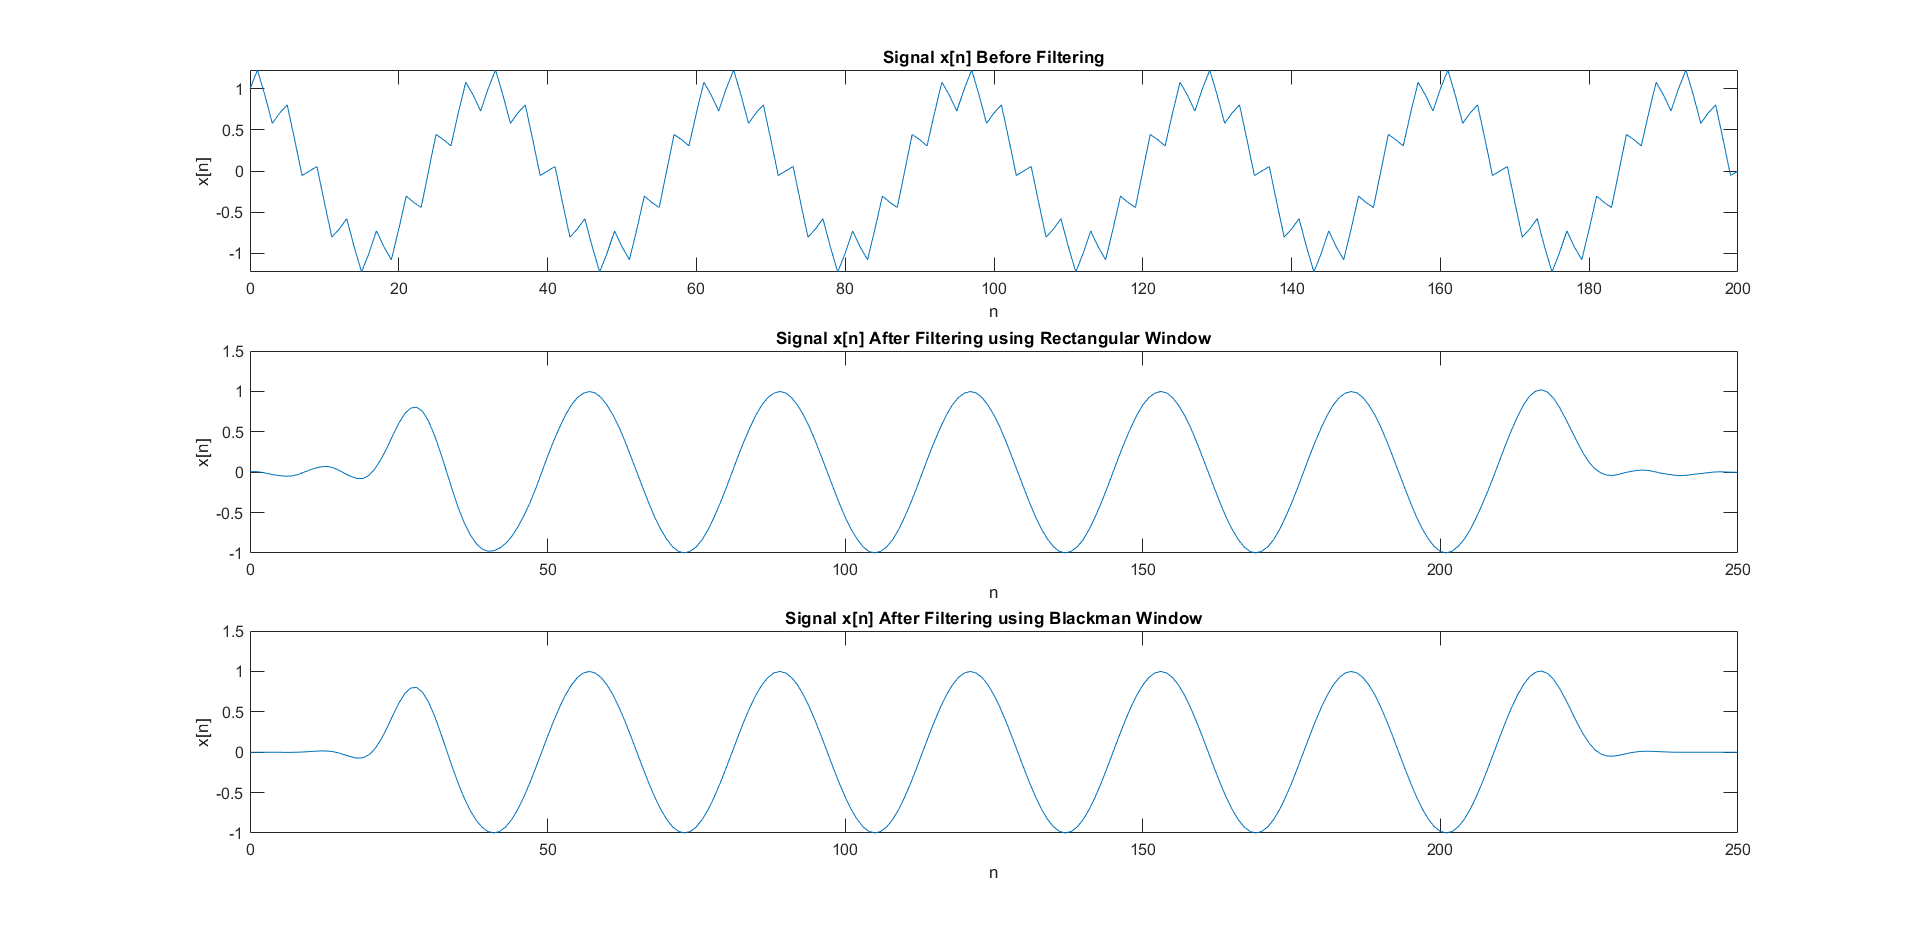 Signal x[n] Before Filtering
x[n]
1
0.5
0
-0.5
-1
0 20 40 60 80 100 120 140 160 180 200
n
Signal x[n] After Filtering using Rectangular Window
x[n]
1.5
1
0.5
0
-0.5
-1
0 50 100 150 200 250
n
Signal x[n] After Filtering using Blackman Window
x[n]
1.5
1
0.5
0
-0.5
-1
0 50 100 150 200 250
n